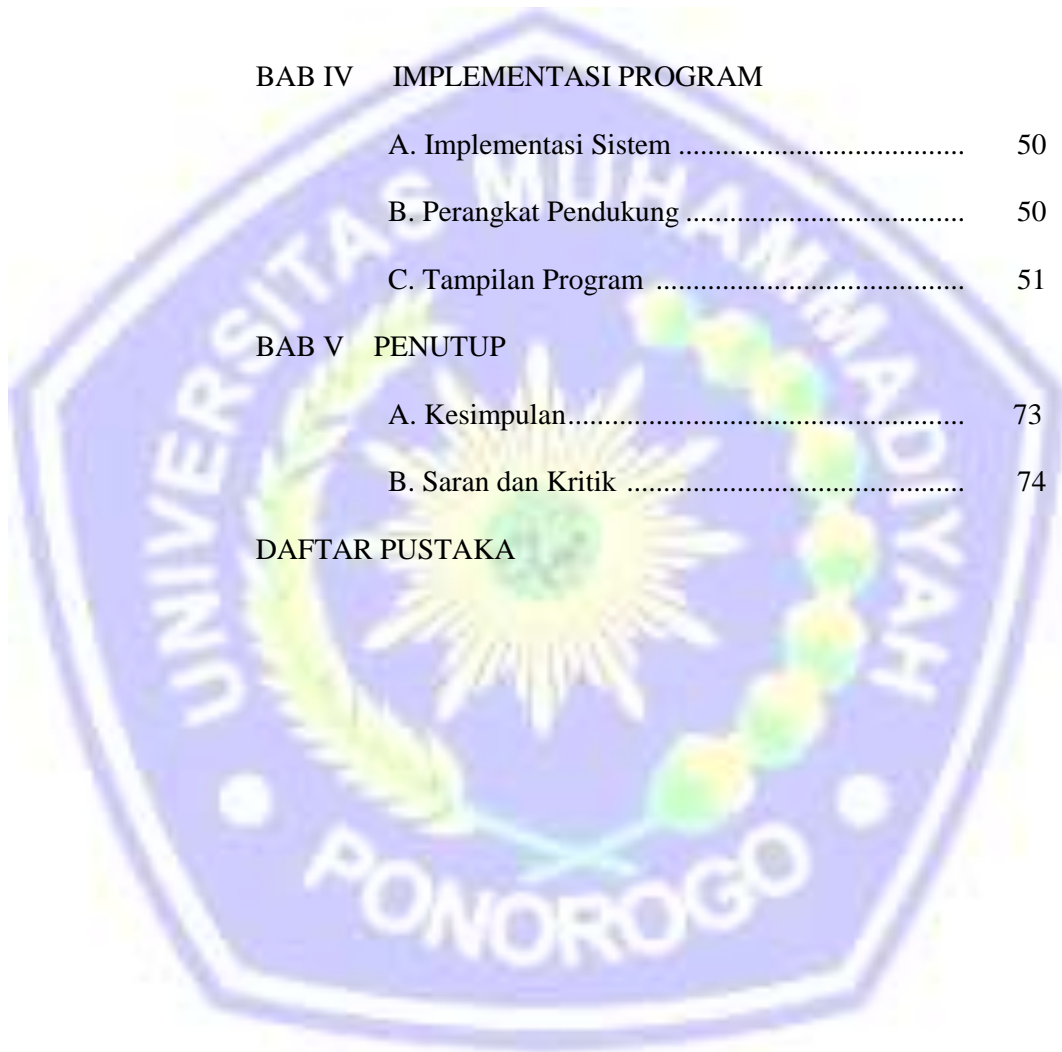 BAB IV IMPLEMENTASI PROGRAM
A. Implementasi Sistem ....................................... 50
B. Perangkat Pendukung ...................................... 50
C. Tampilan Program .......................................... 51
BAB V PENUTUP
A. Kesimpulan...................................................... 73
B. Saran dan Kritik .............................................. 74
DAFTAR PUSTAKA
UNIVERSITAS MUHAMMADIYAH
PONOROGO